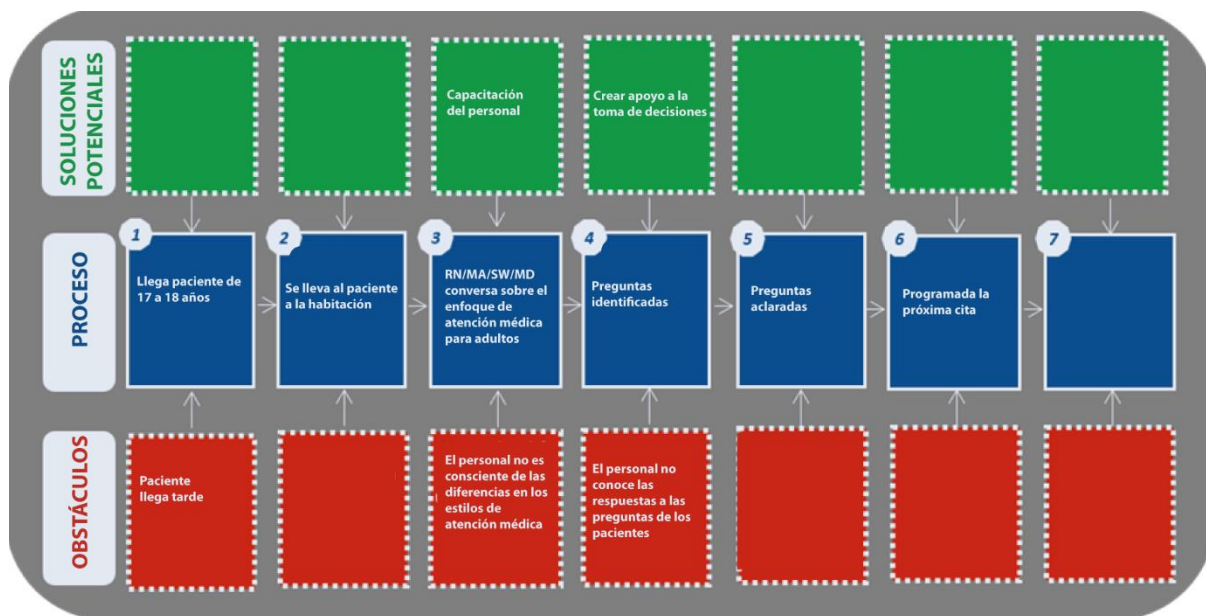 SOLUCIONES
POTENCIALES
Capacitación
del personal
Crear apoyo a la
toma de decisiones
PROCESO
1
Llega paciente de
17 a 18 años
2
Se lleva al paciente
a la habitación
3
RN/MA/SW/MD
conversa sobre el
enfoque de
atención médica
para adultos
4
Preguntas
identificadas
5
Preguntas
aclaradas
6
Programada la
próxima cita
7
OBSTÁCULOS
Paciente
llega tarde
El personal no es
consciente de las
diferencias en los
estilos de
atención médica
El personal no
conoce las
respuestas a las
preguntas de los
pacientes